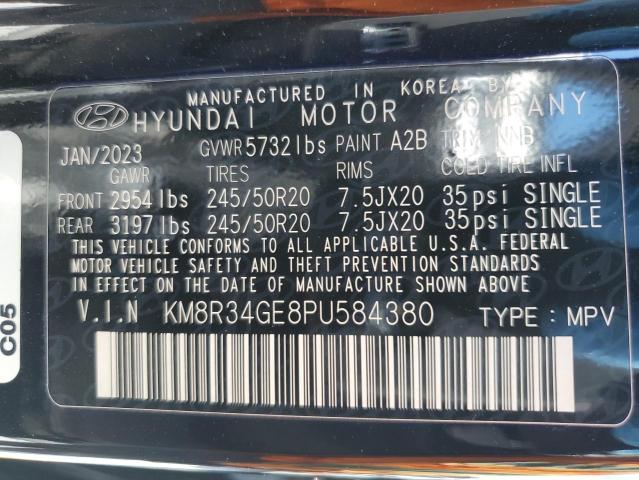 MANUFACTURED IN KOREA BY
HYUNDAI MOTOR COMPANY
JAN/2023 GVWR 5732lbs PAINT A2B TRIM NNB
GAWR TIRES RIMS COLD TIRE INFL
FRONT 2954lbs 245/50R20 7.5JX20 35psi SINGLE
REAR 3197lbs 245/50R20 7.5JX20 35psi SINGLE
THIS VEHICLE CONFORMS TO ALL APPLICABLE U.S.A. FEDERAL
MOTOR VEHICLE SAFETY AND THEFT PREVENTION STANDARDS
IN EFFECT ON THE DATE OF MANUFACTURE SHOWN ABOVE
V.I.N KM8R34GE8PU584380 TYPE: MPV
C05